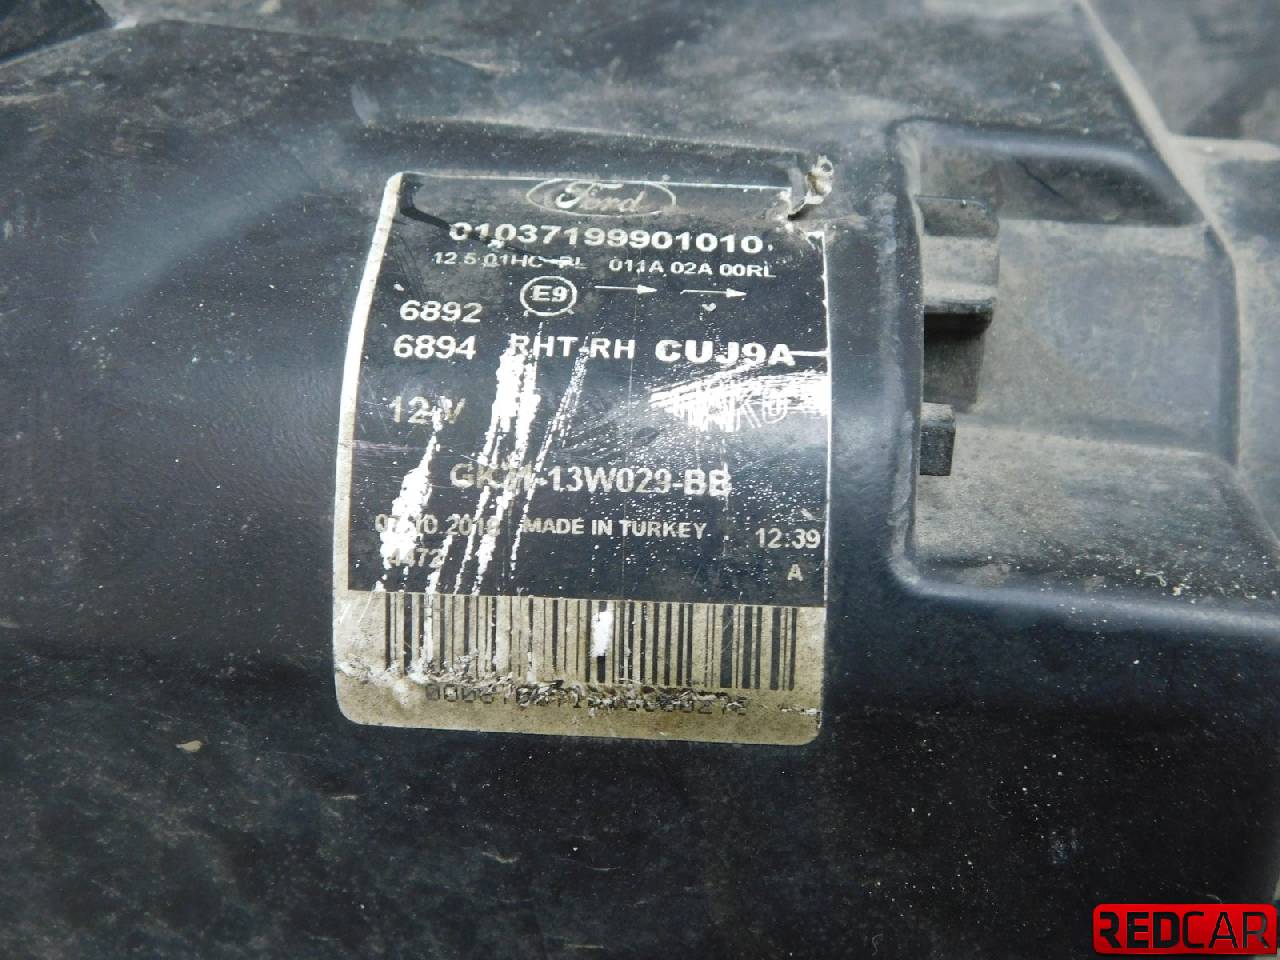 Ford
01037199901010
12.5 01HC RL 011A 02A 00RL
E9
6892
6894 RHT-RH CUJ9A
12 V
13W029-BB
MADE IN TURKEY 12:39
A
REDCAR